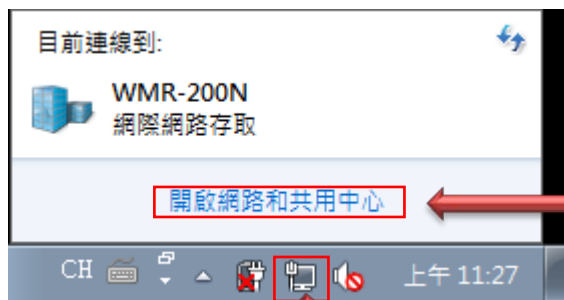 目前連線到:
WMR-200N
網際網路存取
開啟網路和共用中心
CH
上午 11:27